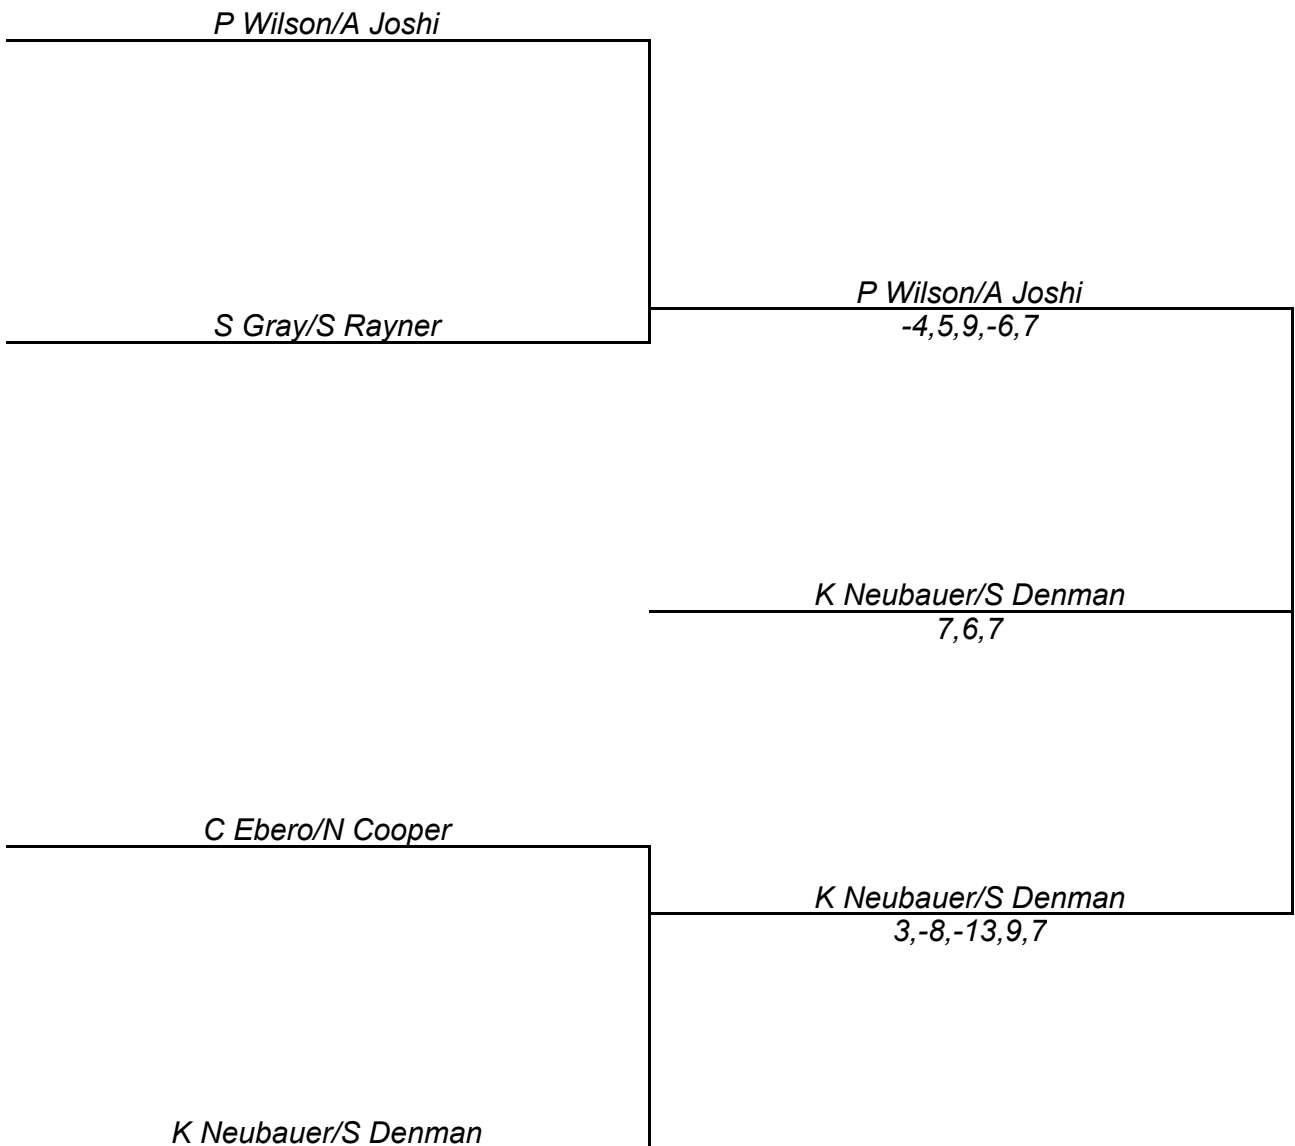 P Wilson/A Joshi
P Wilson/A Joshi
S Gray/S Rayner
-4,5,9,-6,7
K Neubauer/S Denman
7,6,7
C Ebero/N Cooper
K Neubauer/S Denman
3,-8,-13,9,7
K Neubauer/S Denman